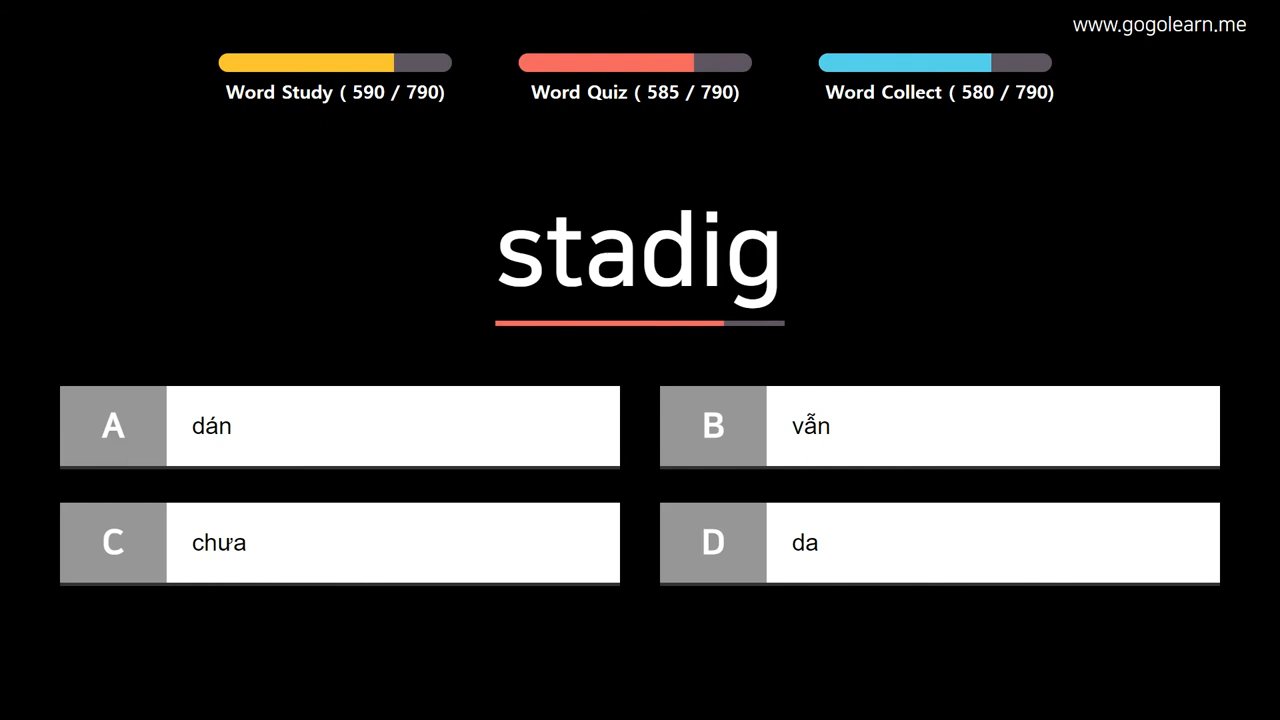 www.gogolearn.me
Word Study ( 590 / 790)
Word Quiz ( 585 / 790)
Word Collect ( 580 / 790)
stadig
A dán
B vẫn
C chưa
D da